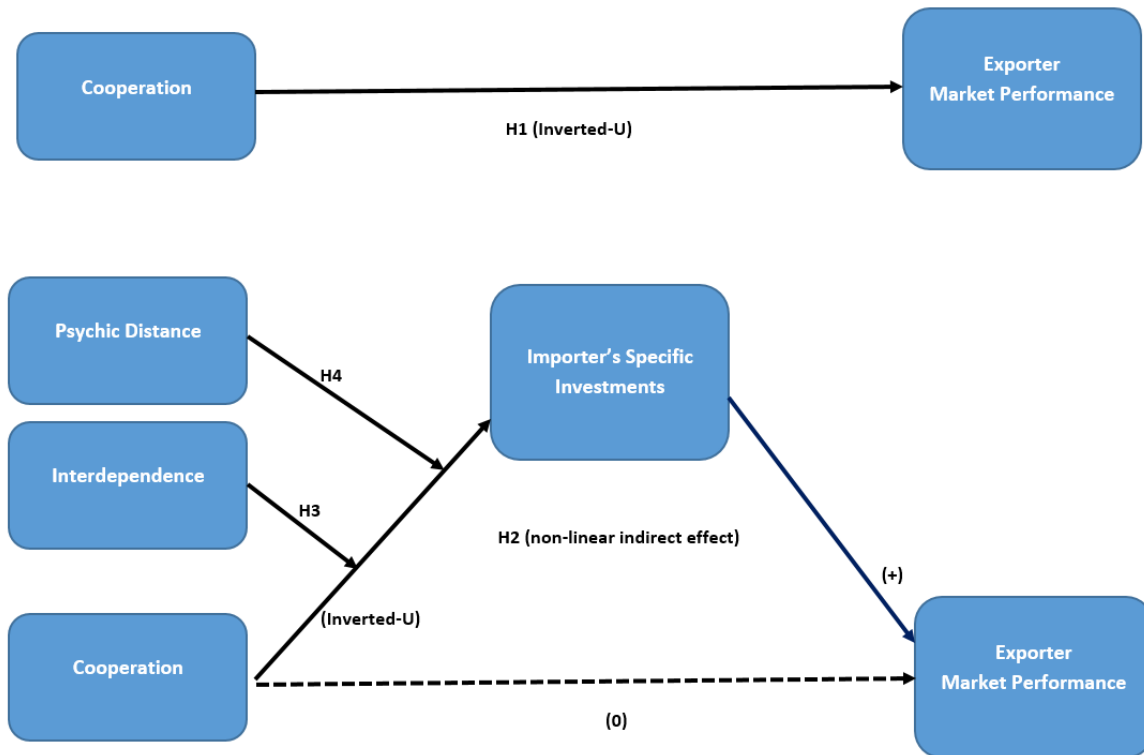 Cooperation
Exporter
Market Performance
H1 (Inverted-U)
Psychic Distance
H4
Importer’s Specific
Investments
Interdependence
H3
H2 (non-linear indirect effect)
(+)
(Inverted-U)
Cooperation
Exporter
Market Performance
(0)